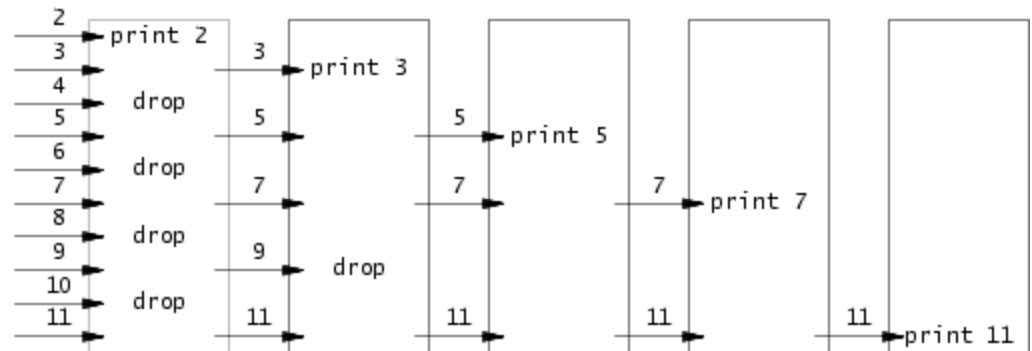 2 print 2
3 3 print 3
4 drop
5 5 5 print 5
6 drop
7 7 7 7 print 7
8 drop
9 9 drop
10 drop
11 11 11 11 11 print 11